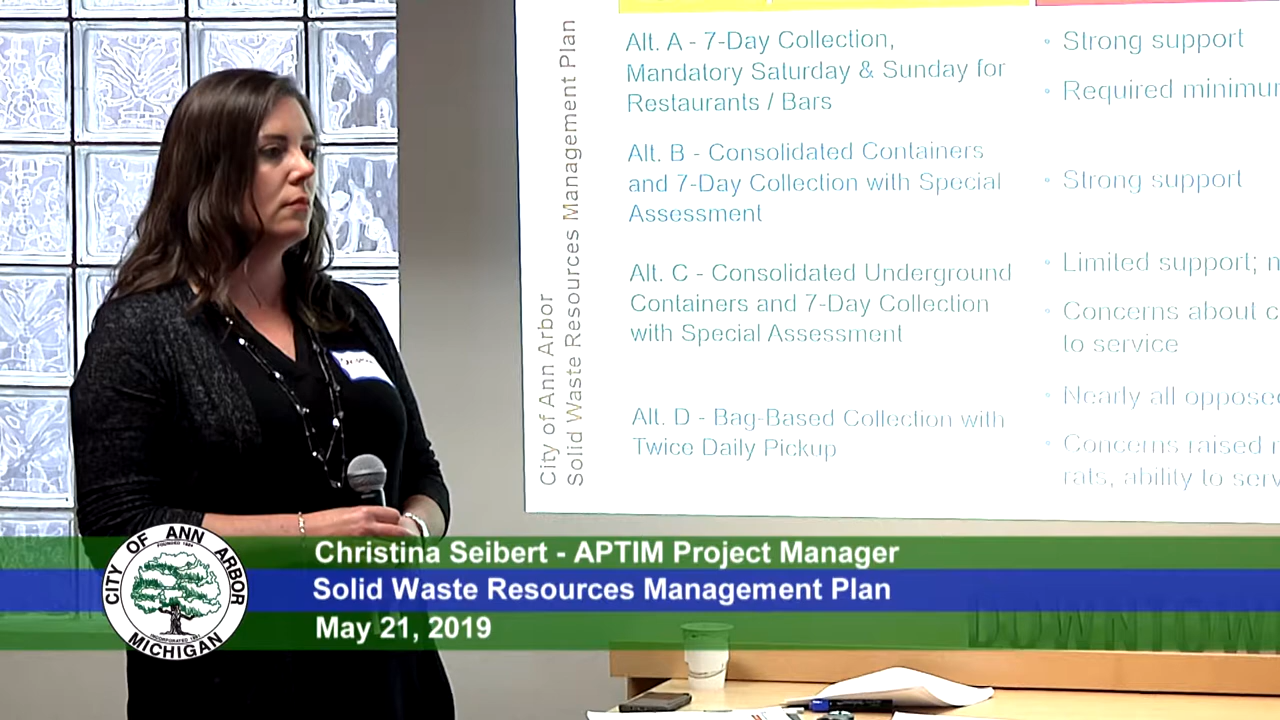 City of Ann Arbor
Solid Waste Resources Management Plan
Alt. A - 7-Day Collection,
Mandatory Saturday & Sunday for
Restaurants / Bars
• Strong support
• Required minimum
Alt. B - Consolidated Containers
and 7-Day Collection with Special
Assessment
• Strong support
Alt. C - Consolidated Underground
Containers and 7-Day Collection
with Special Assessment
• Limited support;
• Concerns about
to service
Alt. D - Bag-Based Collection with
Twice Daily Pickup
• Nearly all opposed
• Concerns raised
rats, ability to
CITY OF ANN ARBOR
MICHIGAN
Christina Seibert - APTIM Project Manager
Solid Waste Resources Management Plan
May 21, 2019